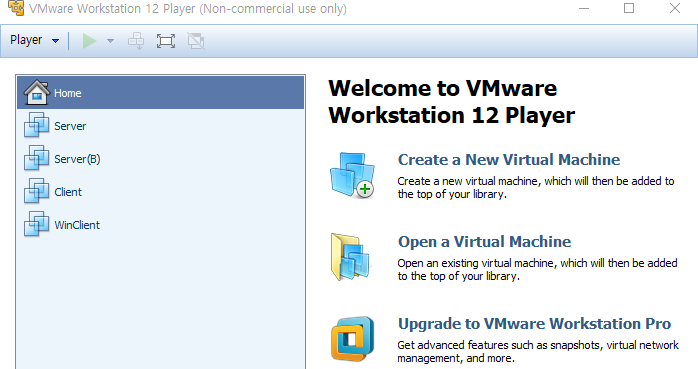 VMware Workstation 12 Player (Non-commercial use only)
Player
Home
Server
Server(B)
Client
WinClient
Welcome to VMware
Workstation 12 Player
Create a New Virtual Machine
Create a new virtual machine, which will then be added to
the top of your library.
Open a Virtual Machine
Open an existing virtual machine, which will then be added
to the top of your library.
Upgrade to VMware Workstation Pro
Get advanced features such as snapshots, virtual network
management, and more.